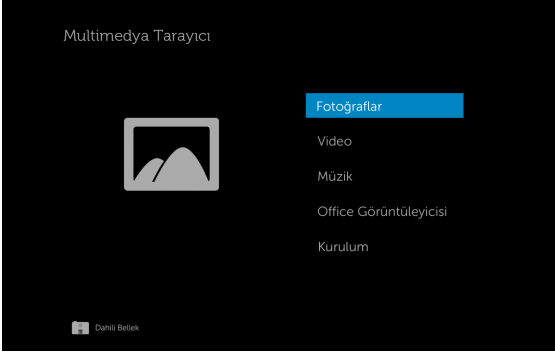 Multimedya Tarayıcı
Fotoğraflar
Video
Müzik
Office Görüntüleyicisi
Kurulum
Dahili Bellek